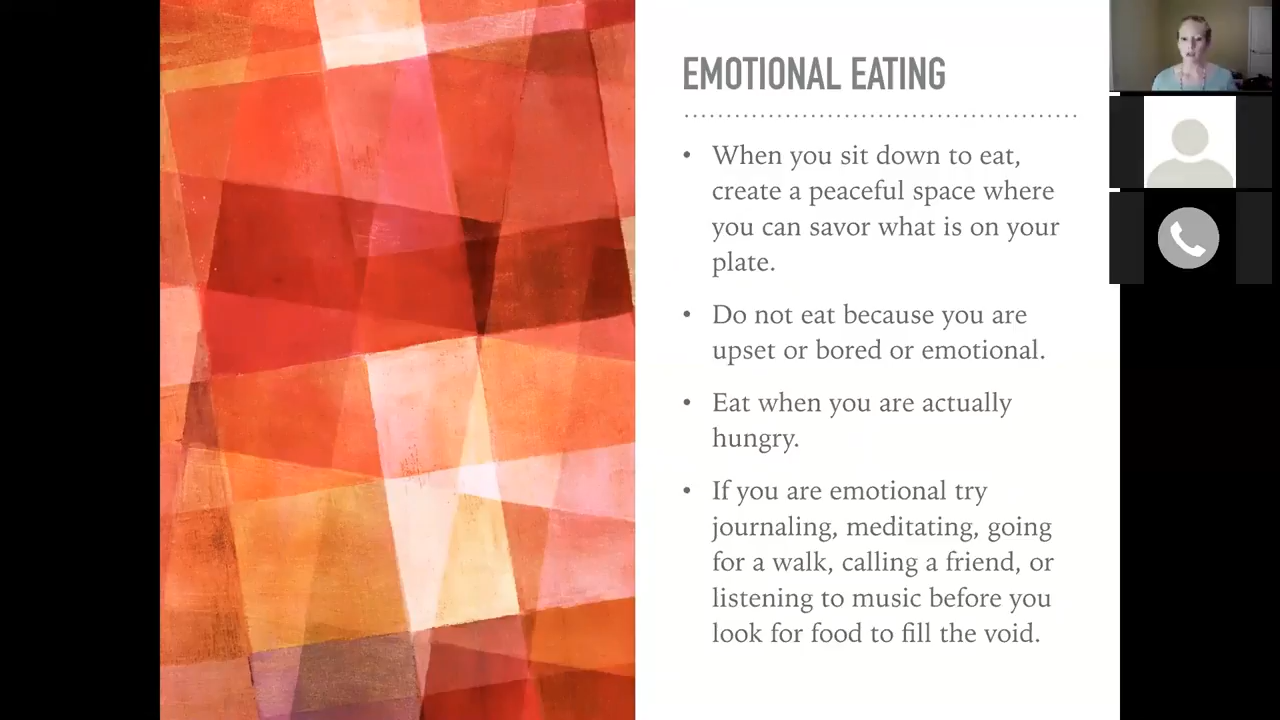 EMOTIONAL EATING
• When you sit down to eat,
create a peaceful space where
you can savor what is on your
plate.
• Do not eat because you are
upset or bored or emotional.
• Eat when you are actually
hungry.
• If you are emotional try
journaling, meditating, going
for a walk, calling a friend, or
listening to music before you
look for food to fill the void.